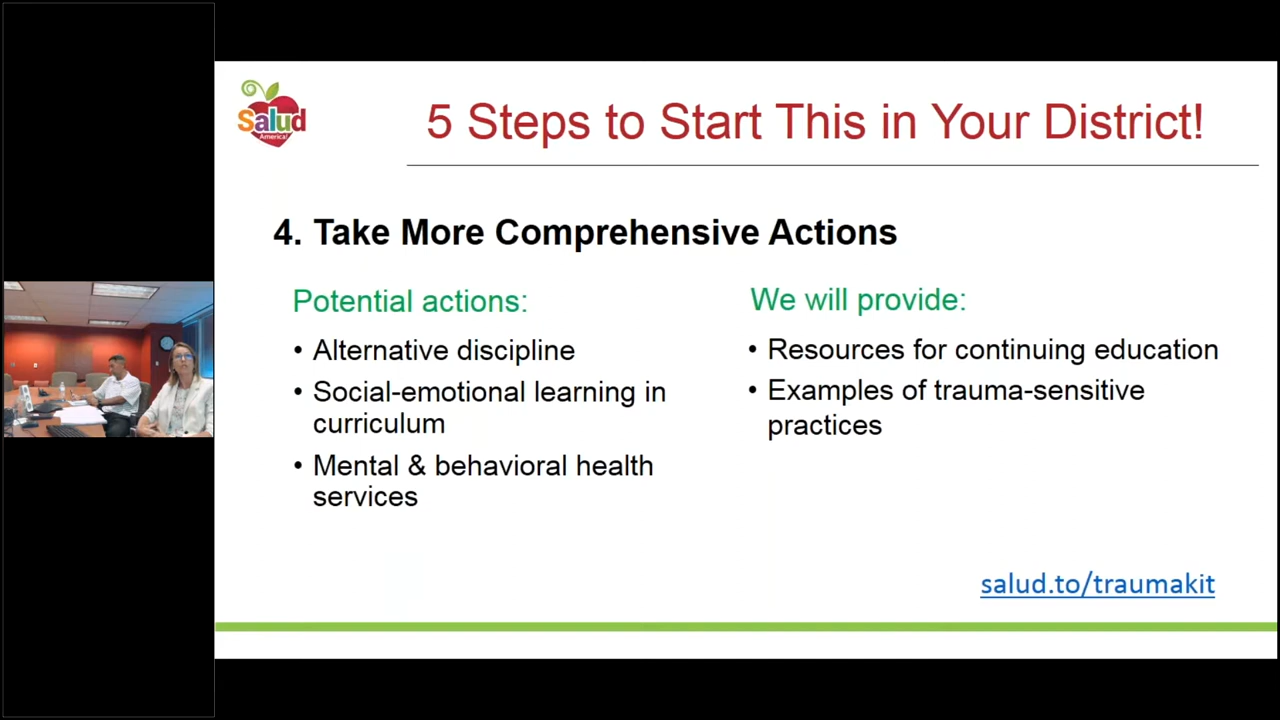 Salud
America!
5 Steps to Start This in Your District!
4. Take More Comprehensive Actions
Potential actions:
• Alternative discipline
• Social-emotional learning in
curriculum
• Mental & behavioral health
services
We will provide:
• Resources for continuing education
• Examples of trauma-sensitive
practices
salud.to/traumakit